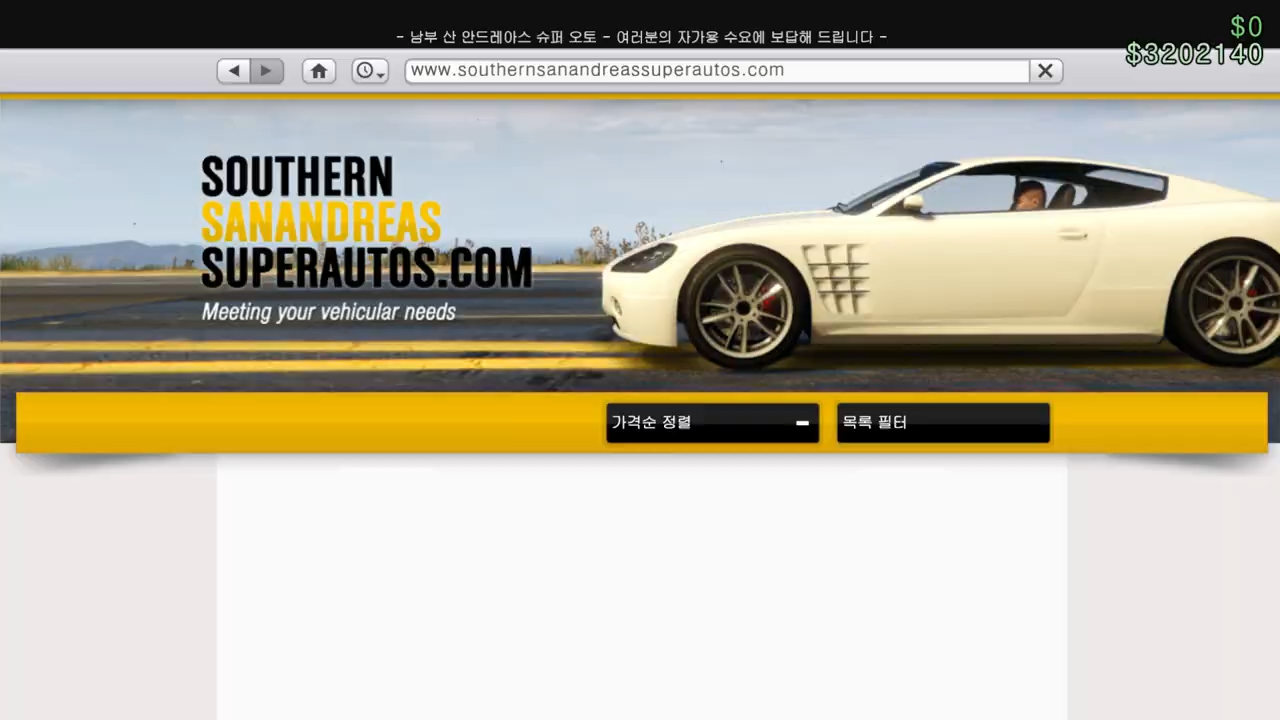 - 남부 산 안드레아스 슈퍼 오토 - 여러분의 자가용 수요에 보답해 드립니다 -
$0
$3202140
www.southernsanandreassuperautos.com
SOUTHERN
SANANDREAS
SUPERAUTOS.COM
Meeting your vehicular needs
가격순 정렬
목록 필터